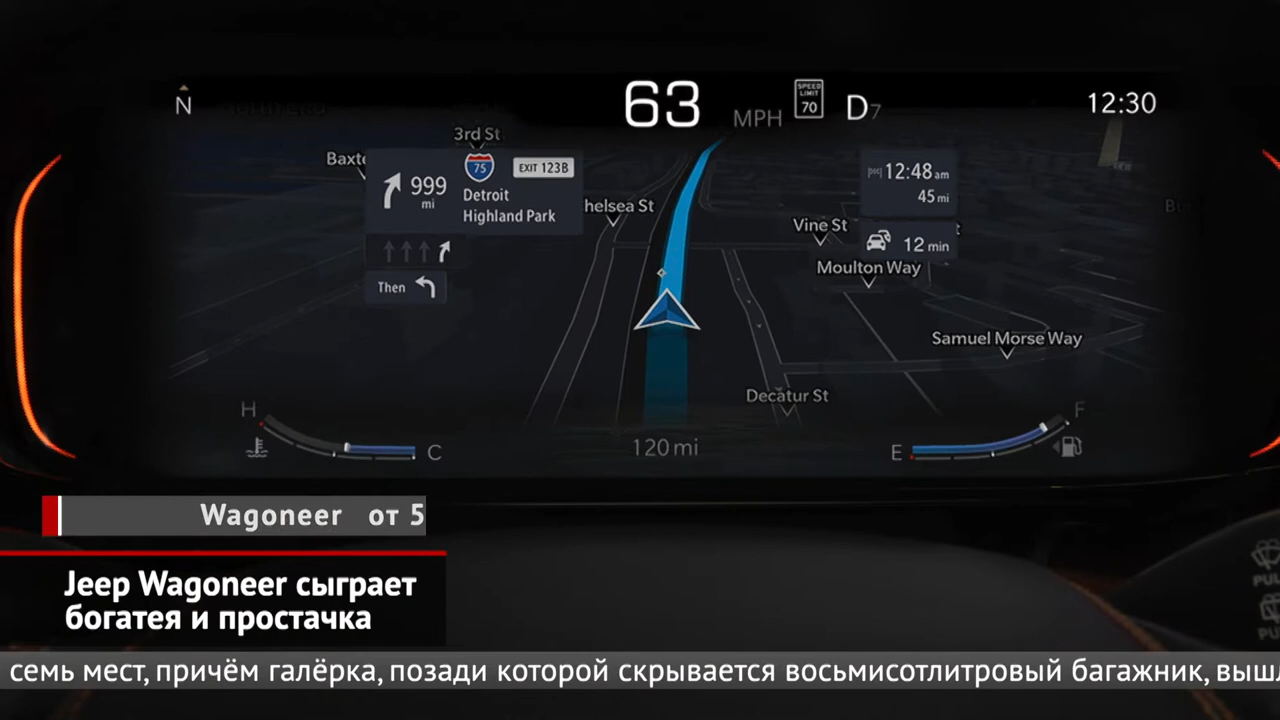 N
63 MPH
SPEED LIMIT 70
D7
12:30
3rd St
Baxte
75
EXIT 123B
999 mi
Detroit
Highland Park
helsea St
Then
12:48 am
45 mi
12 min
Vine St
Moulton Way
Samuel Morse Way
Decatur St
120 mi
H
C
E
F
Wagoneer от 5
Jeep Wagoneer сыграет
богатея и простачка
семь мест, причём галёрка, позади которой скрывается восьмисотлитровый багажник, выш